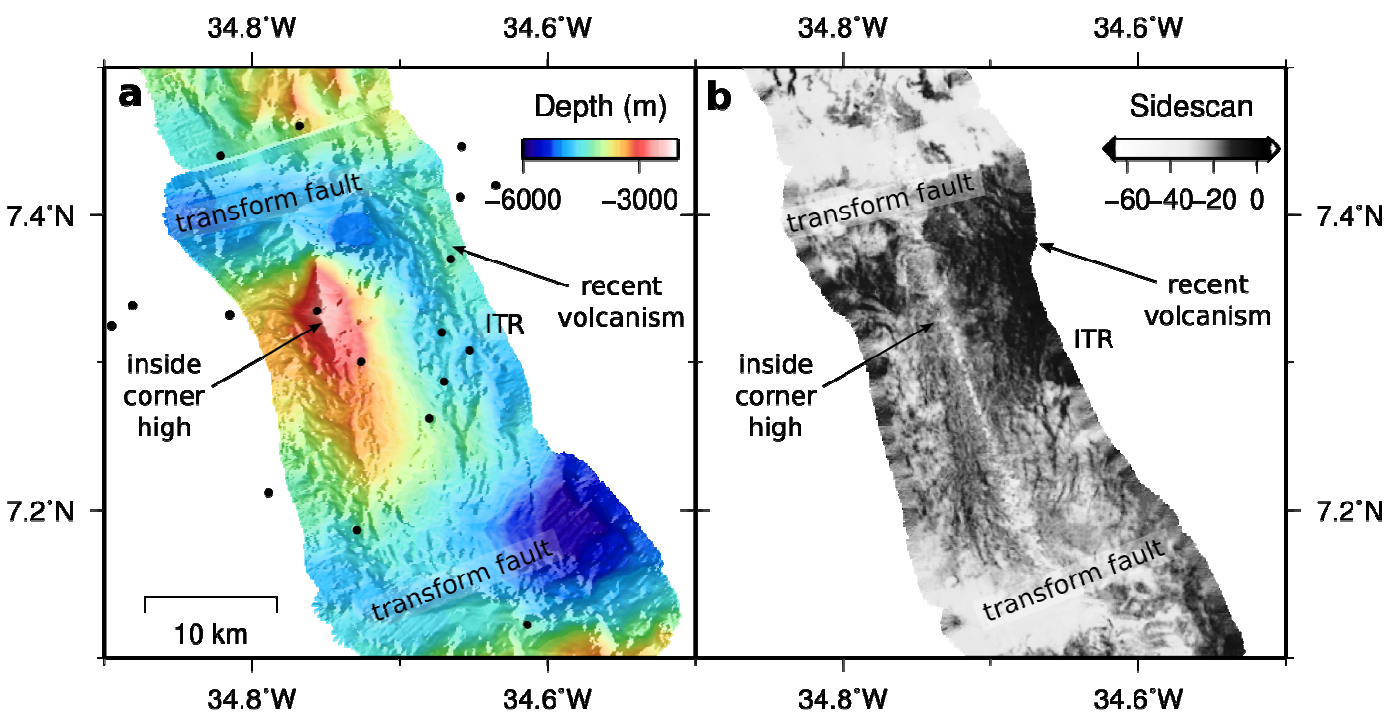 34.8°W
34.6°W
34.8°W
34.6°W
a
Depth (m)
−6000
−3000
transform fault
recent
volcanism
ITR
inside
corner
high
transform fault
10 km
7.4°N
7.2°N
b
Sidescan
−60
−40
−20
0
transform fault
recent
volcanism
ITR
inside
corner
high
transform fault
7.4°N
7.2°N
34.8°W
34.6°W
34.8°W
34.6°W